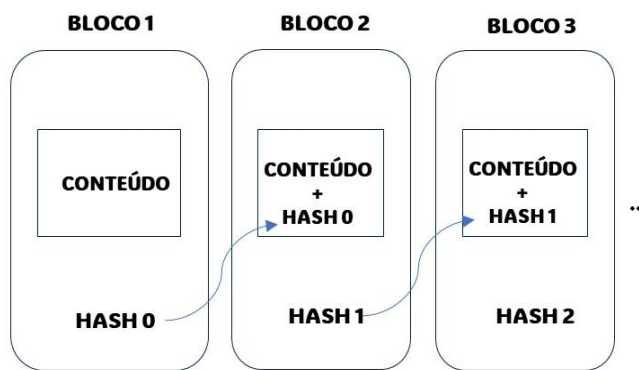 BLOCO 1
BLOCO 2
BLOCO 3
CONTEÚDO
CONTEÚDO
+
HASH 0
CONTEÚDO
+
HASH 1
..
HASH 0
HASH 1
HASH 2